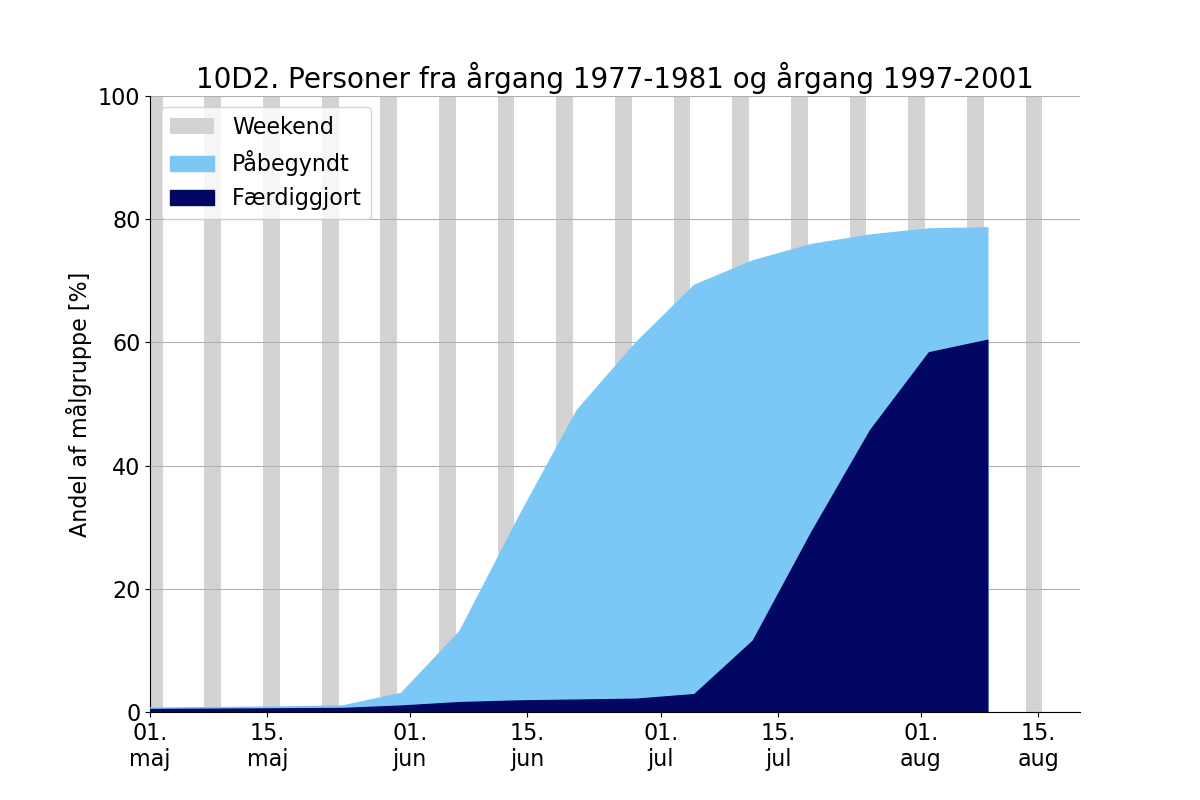 10D2. Personer fra årgang 1977-1981 og årgang 1997-2001
100
80
60
40
20
0
Andel af målgruppe [%]
Weekend
Påbegyndt
Færdiggjort
01. maj
15. maj
01. jun
15. jun
01. jul
15. jul
01. aug
15. aug